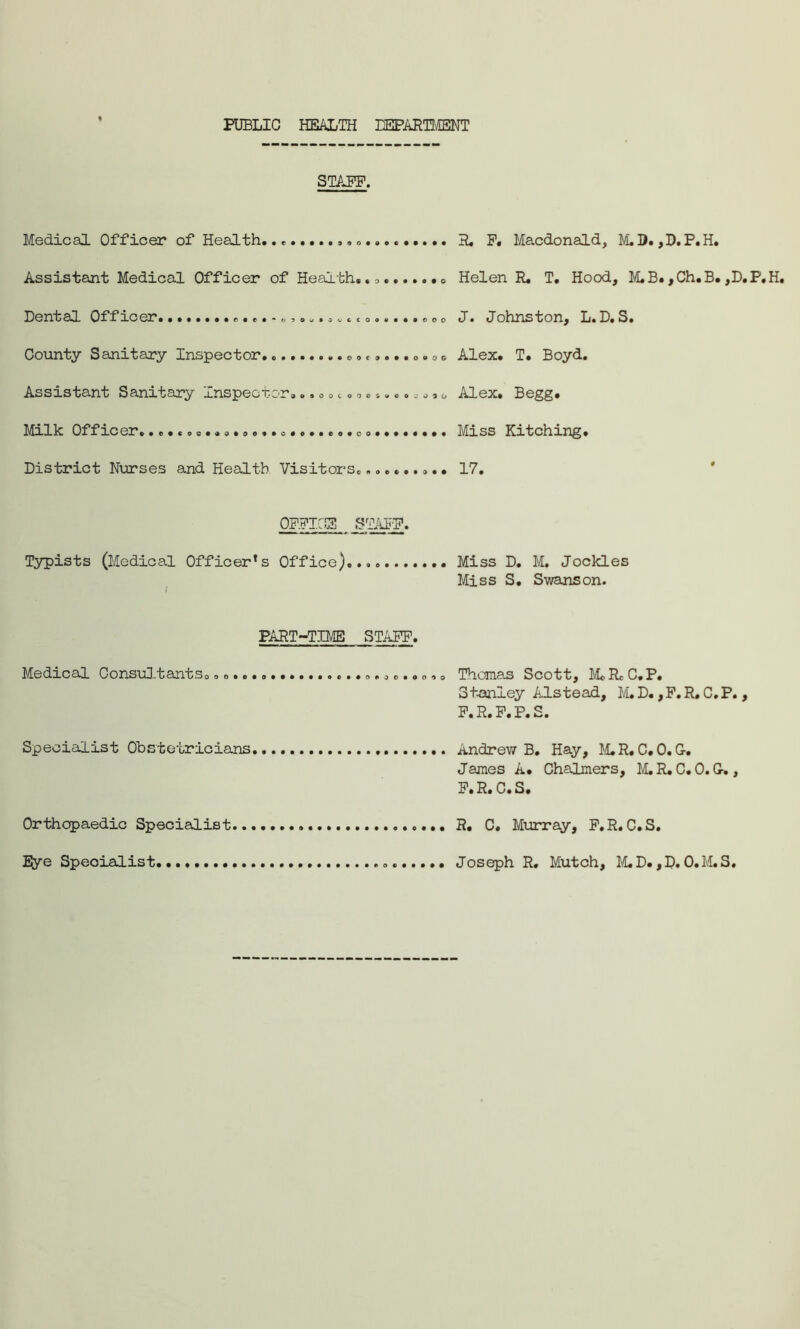 PUBLIC HEALTH DEPARTMENT
STAFF.
Medical Officer of Health.................... R. F. Macdonald, M.D.,D.P.H.
Assistant Medical Officer of Health.......... Helen R. T. Hood, M.B.,Ch.B.,D.P.H.
Dental Officer............................... J. Johnston, L.D.S.
County Sanitary Inspector.................... Alex. T. Boyd.
Assistant Sanitary Inspector................. Alex. Begg.
Milk Officer................................. Miss Kitching.
District Nurses and Health Visitors.......... 17.
OFFICE STAFF.
Typists (Medical Officer's Office)........... Miss D. M. Jockles
Miss S. Swanson.
PART-TIME STAFF.
Medical Consultants.......................... Thomas Scott, M.R.C.P.
Stanley Alstead, M.D.,F.R.C.P.,
F.R.F.P.S.
Specialist Obstetricians..................... Andrew B. Hay, M.R.C.O.G.
James A. Chalmers, M.R.C.O.G.,
F.R.C.S.
Orthopaedic Specialist....................... R. C. Murray, F.R.C.S.
Eye Specialist............................... Joseph R. Mutch, M.D.,D.O.M.S.